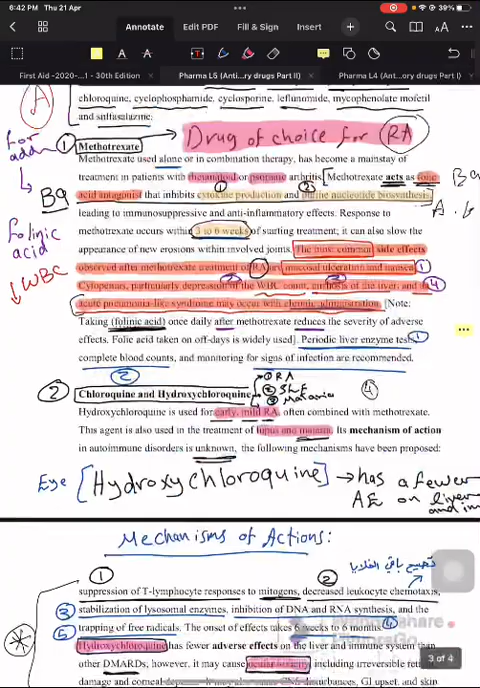 6:42 PM Thu 21 Apr
39%
Annotate Edit PDF Fill & Sign Insert
First Aid -2020-...1 - 30th Edition
Pharma L5 (Anti...ry drugs Part II)
Pharma L4 (Anti...ory drugs Part I)
chloroquine, cyclophosphamide, cyclosporine, leflunomide, mycophenolate mofetil
and sulfasalazine.
A
1 Methotrexate → Drug of choice for RA
Methotrexate used alone or in combination therapy, has become a mainstay of
treatment in patients with rheumatoid or psoriatic arthritis. [Methotrexate acts as folic
acid antagonist that inhibits cytokine production and purine nucleotide biosynthesis,
leading to immunosuppressive and anti-inflammatory effects. Response to
methotrexate occurs within 3 to 6 weeks of starting treatment; it can also slow the
appearance of new erosions within involved joints. The most common side effects
observed after methotrexate treatment of RA are mucosal ulceration and nausea.
Cytopenias, particularly depression of the WBC count, cirrhosis of the liver, and an
acute pneumonia-like syndrome may occur with chronic administration. [Note:
Taking (folinic acid) once daily after methotrexate reduces the severity of adverse
effects. Folic acid taken on off-days is widely used]. Periodic liver enzyme tests,
complete blood counts, and monitoring for signs of infection are recommended.
For
B9
Folinic
acid
↓ WBC
2 Chloroquine and Hydroxychloroquine
① RA
② SLE
③ Malaria
④
Hydroxychloroquine is used for early, mild RA, often combined with methotrexate.
This agent is also used in the treatment of lupus and malaria. Its mechanism of action
in autoimmune disorders is unknown, the following mechanisms have been proposed:
Eye [Hydroxychloroquine] → has a fewer
AE on liver
and im
Mechanisms of Actions:
① ②
suppression of T-lymphocyte responses to mitogens, decreased leukocyte chemotaxis,
③ stabilization of lysosomal enzymes, inhibition of DNA and RNA synthesis, and the
⑤ trapping of free radicals. The onset of effects takes 6 weeks to 6 months. ④
Hydroxychloroquine has fewer adverse effects on the liver and immune system than
other DMARDs; however, it may cause ocular toxicity, including irreversible
3 of 4